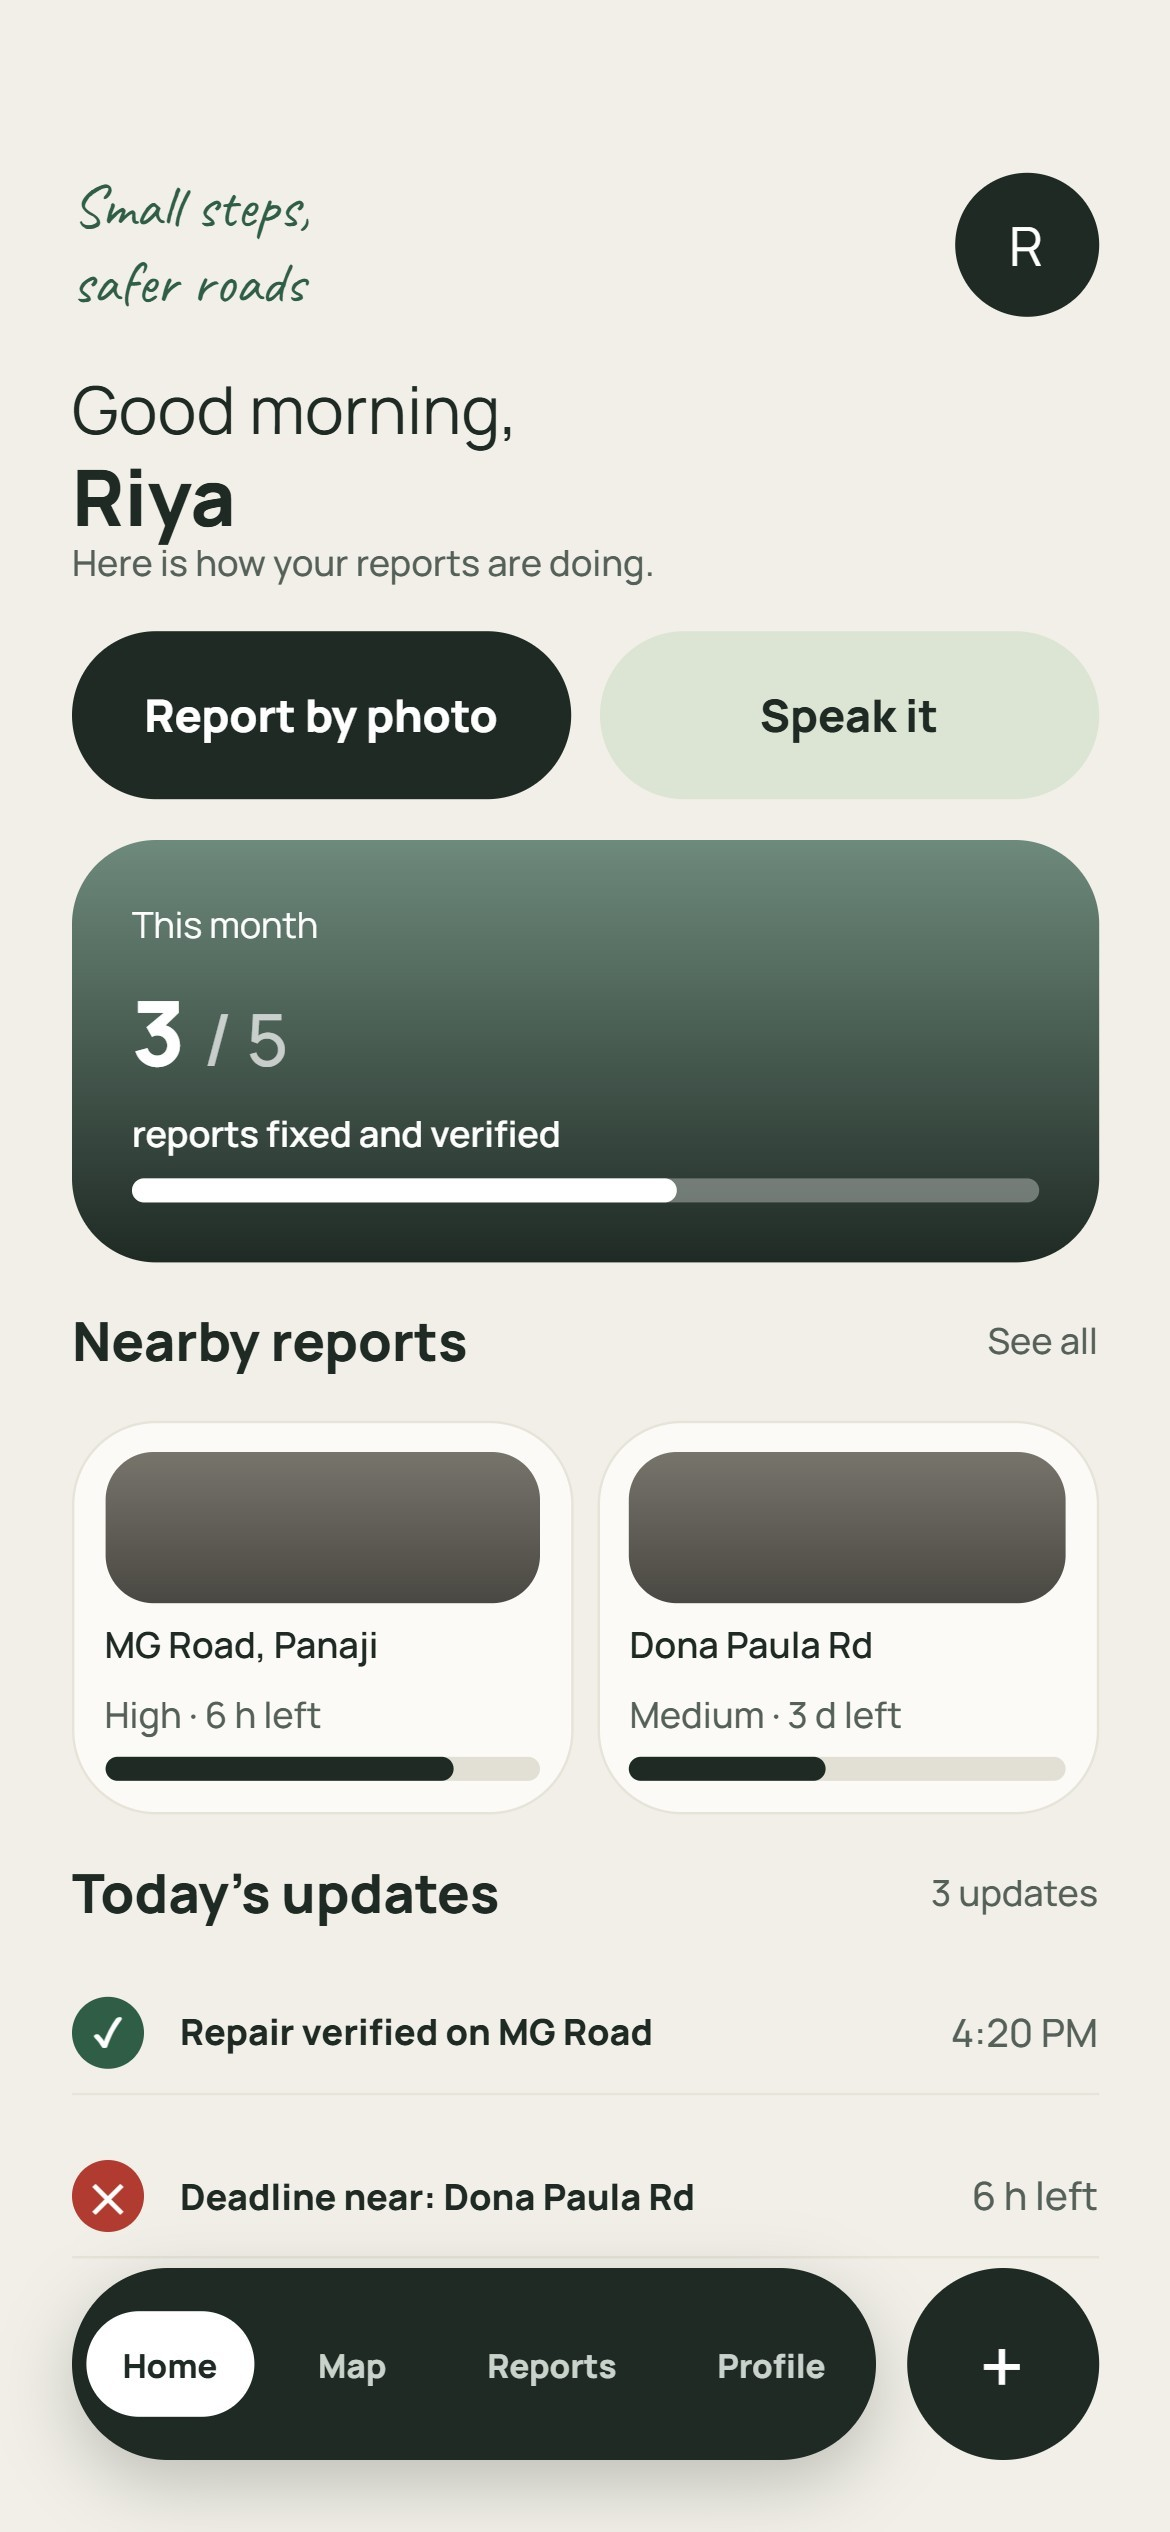 Small steps,
safer roads
R
Good morning,
Riya
Here is how your reports are doing.
Report by photo
Speak it
This month
3 / 5
reports fixed and verified
Nearby reports
See all
MG Road, Panaji
High · 6 h left
Dona Paula Rd
Medium · 3 d left
Today’s updates
3 updates
Repair verified on MG Road
4:20 PM
Deadline near: Dona Paula Rd
6 h left
Home
Map
Reports
Profile
+